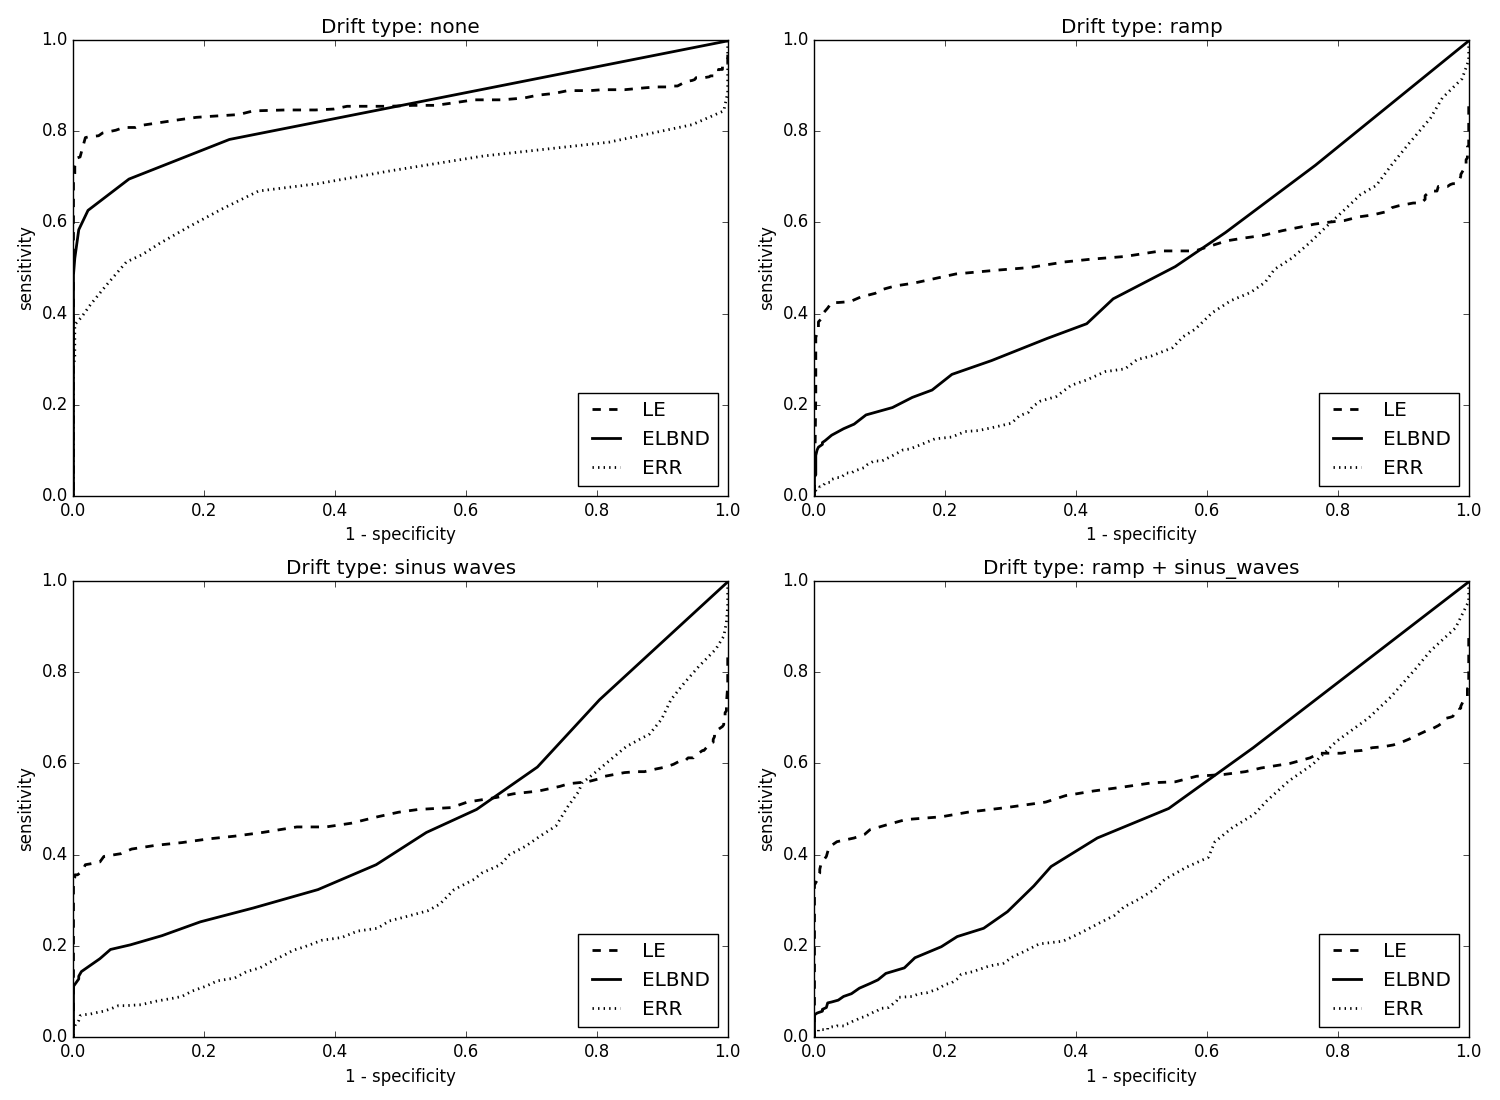 Drift type: none
1.0
0.8
0.6
0.4
0.2
0.0
sensitivity
0.0 0.2 0.4 0.6 0.8 1.0
1 - specificity
LE
ELBND
ERR
Drift type: ramp
1.0
0.8
0.6
0.4
0.2
0.0
sensitivity
0.0 0.2 0.4 0.6 0.8 1.0
1 - specificity
LE
ELBND
ERR
Drift type: sinus waves
1.0
0.8
0.6
0.4
0.2
0.0
sensitivity
0.0 0.2 0.4 0.6 0.8 1.0
1 - specificity
LE
ELBND
ERR
Drift type: ramp + sinus_waves
1.0
0.8
0.6
0.4
0.2
0.0
sensitivity
0.0 0.2 0.4 0.6 0.8 1.0
1 - specificity
LE
ELBND
ERR